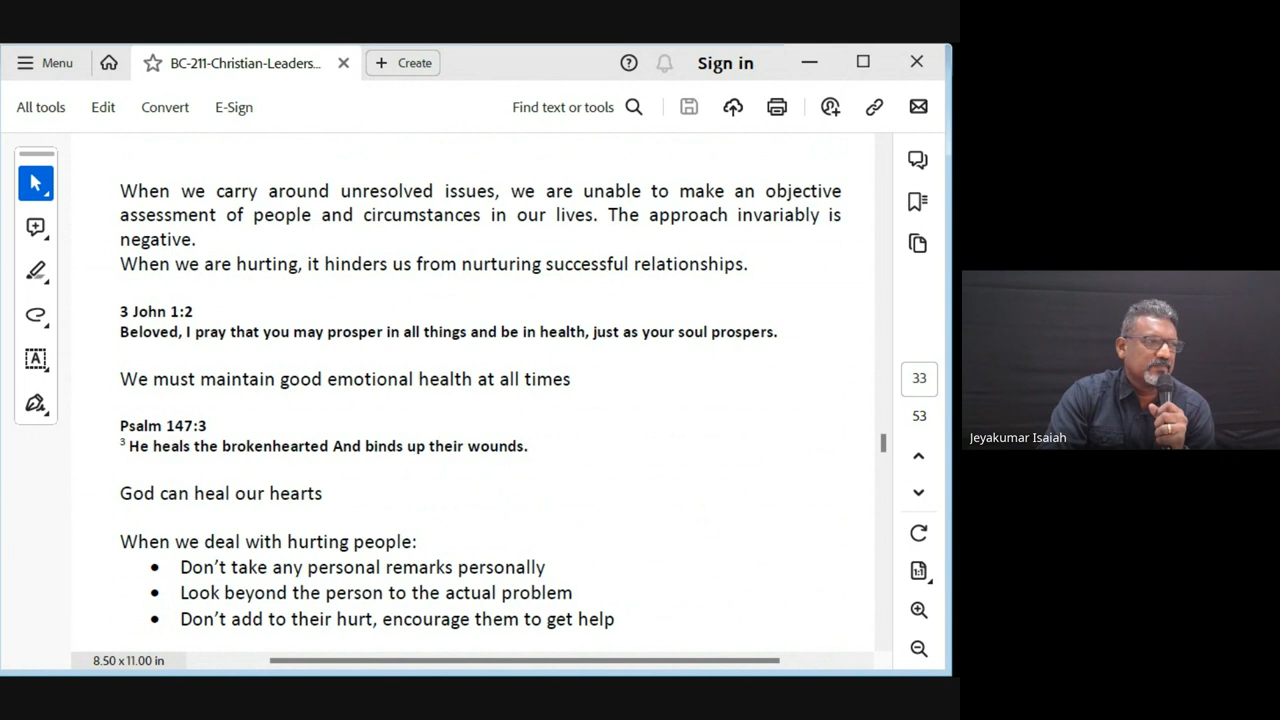 Menu
BC-211-Christian-Leaders...
Create
Sign in
All tools
Edit
Convert
E-Sign
Find text or tools
When we carry around unresolved issues, we are unable to make an objective
assessment of people and circumstances in our lives. The approach invariably is
negative.
When we are hurting, it hinders us from nurturing successful relationships.
3 John 1:2
Beloved, I pray that you may prosper in all things and be in health, just as your soul prospers.
We must maintain good emotional health at all times
Psalm 147:3
3 He heals the brokenhearted And binds up their wounds.
God can heal our hearts
When we deal with hurting people:
• Don’t take any personal remarks personally
• Look beyond the person to the actual problem
• Don’t add to their hurt, encourage them to get help
8.50 x 11.00 in
33
53
1:1
A
Jeyakumar Isaiah